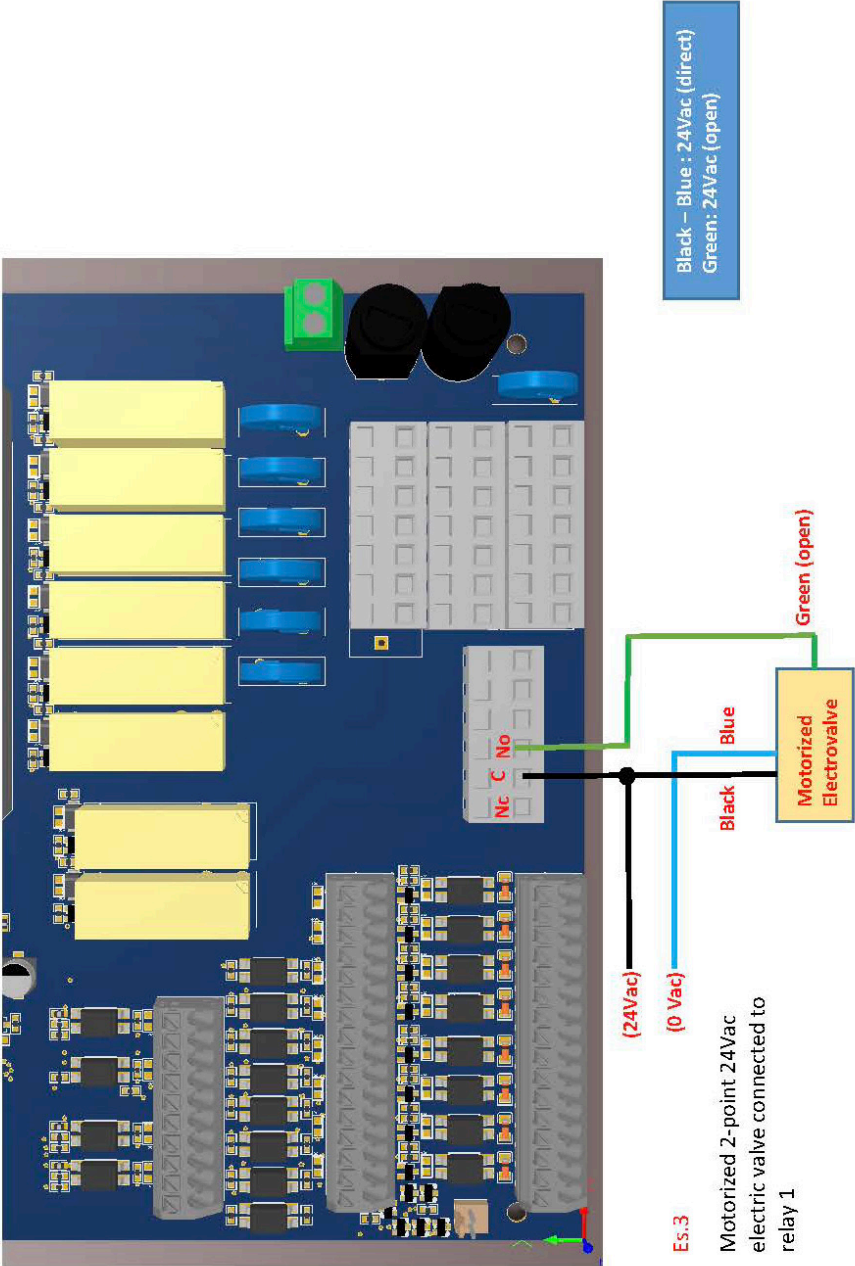 Nc C No
(24Vac)
(0 Vac)
Black
Blue
Green (open)
Motorized
Electrovalve
Es.3
Motorized 2-point 24Vac
electric valve connected to
relay 1
Black – Blue : 24Vac (direct)
Green: 24Vac (open)